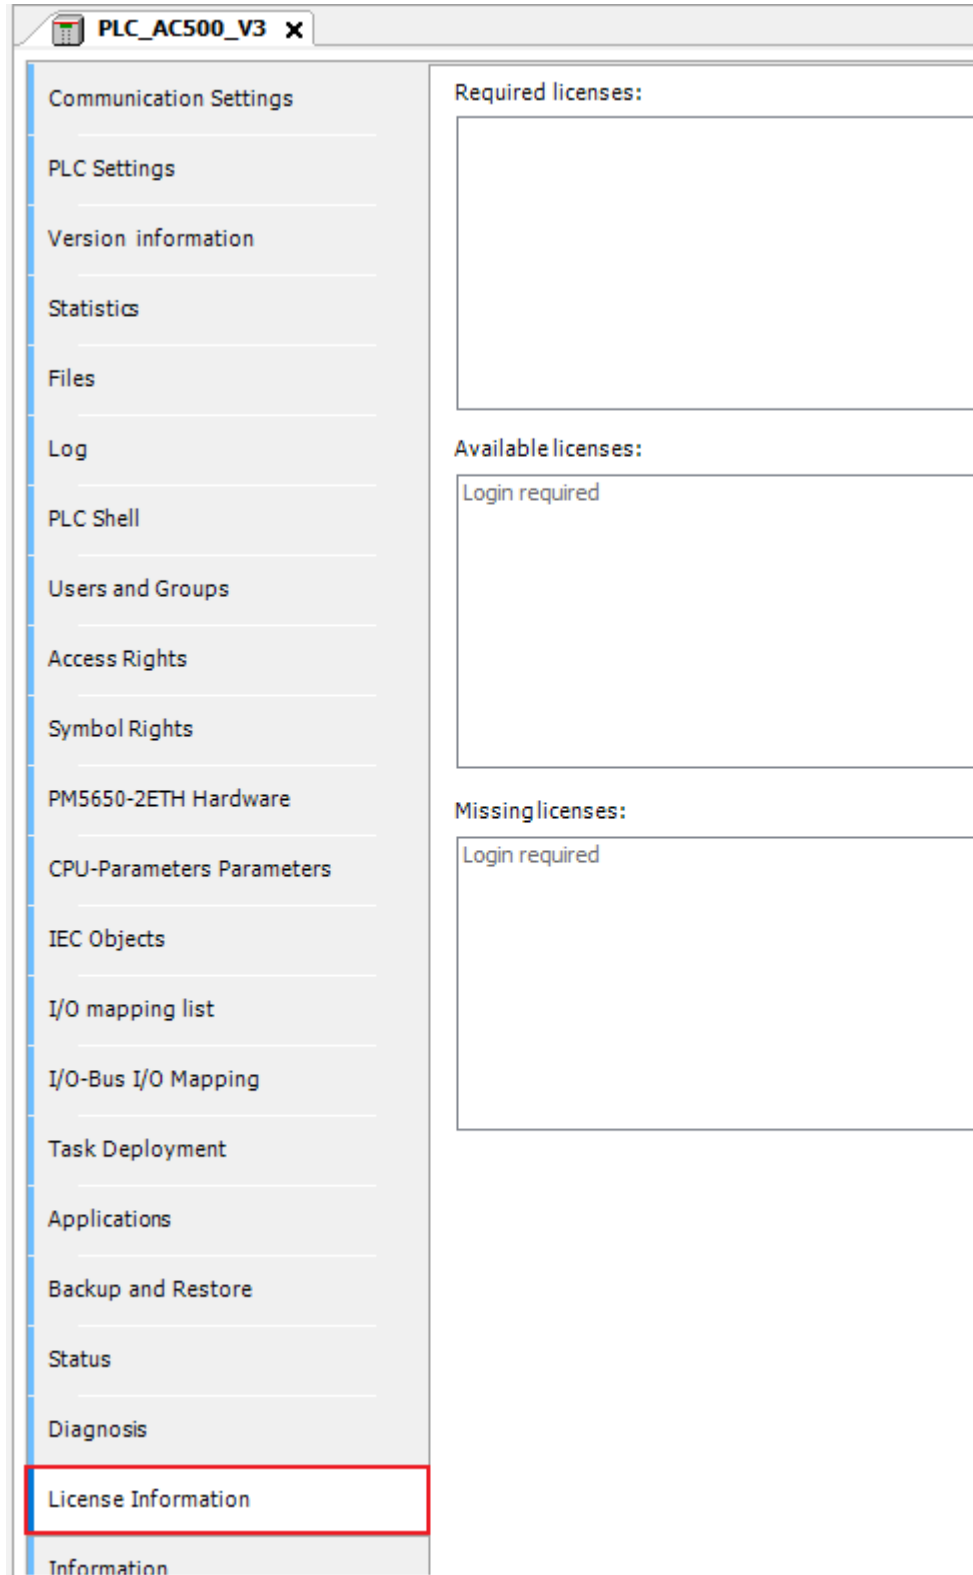 PLC_AC500_V3
Communication Settings
PLC Settings
Version information
Statistics
Files
Log
PLC Shell
Users and Groups
Access Rights
Symbol Rights
PM5650-2ETH Hardware
CPU-Parameters Parameters
IEC Objects
I/O mapping list
I/O-Bus I/O Mapping
Task Deployment
Applications
Backup and Restore
Status
Diagnosis
License Information
Information
Required licenses:
Available licenses:
Login required
Missing licenses:
Login required